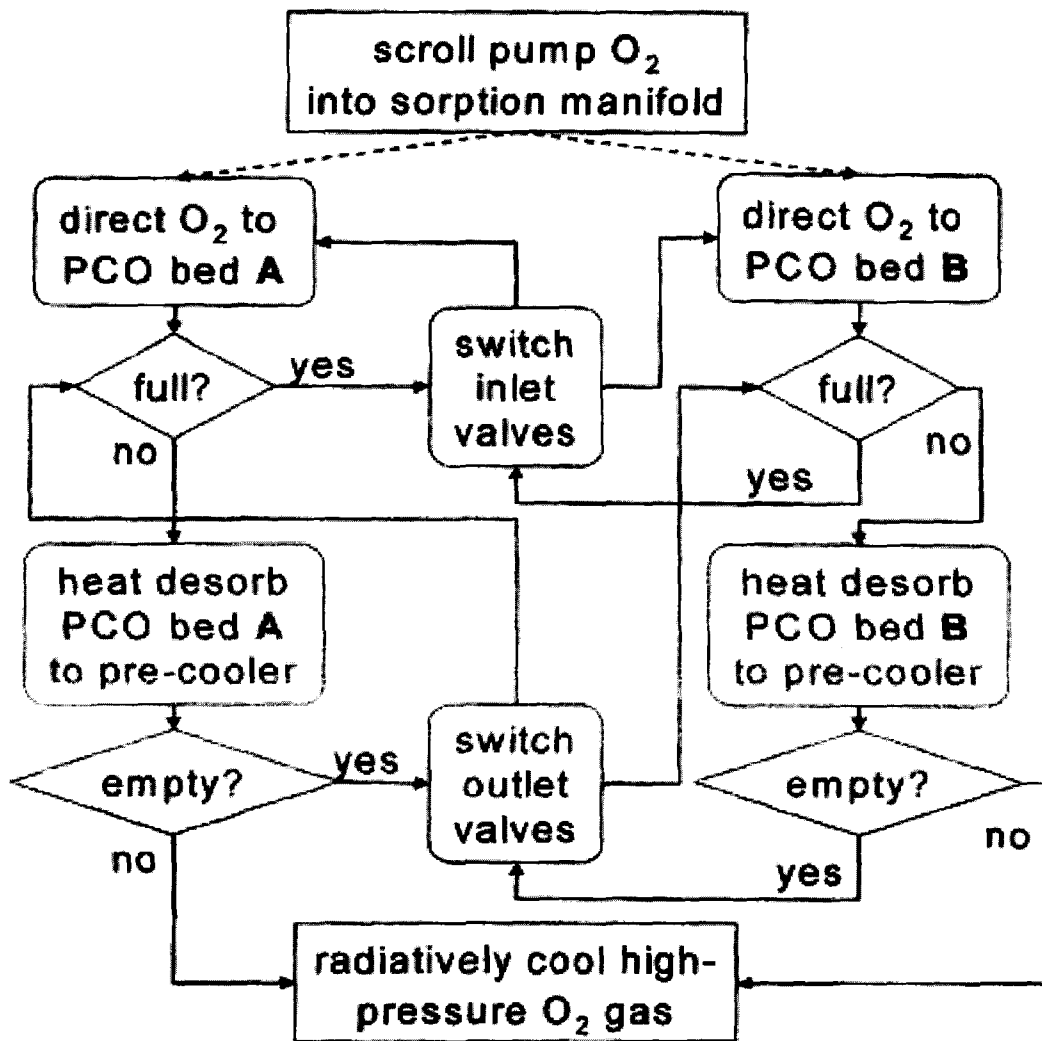 scroll pump O₂
into sorption manifold
direct O₂ to
PCO bed A
direct O₂ to
PCO bed B
switch
inlet
valves
full?
yes
no
full?
no
yes
heat desorb
PCO bed A
to pre-cooler
heat desorb
PCO bed B
to pre-cooler
switch
outlet
valves
empty?
yes
no
empty?
no
yes
radiatively cool high-
pressure O₂ gas